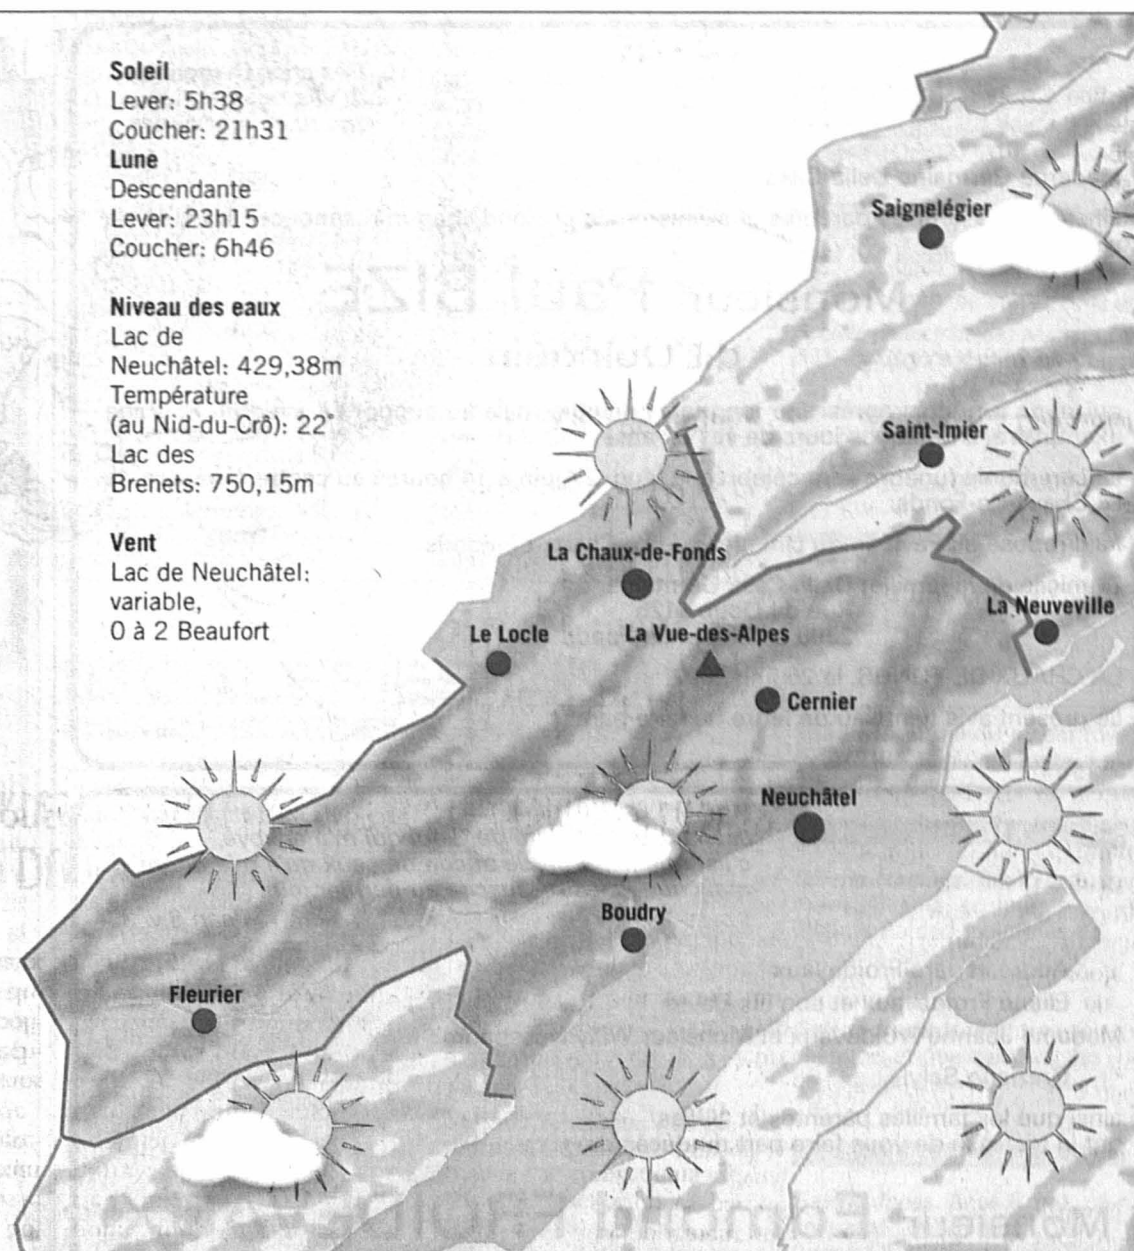 Soleil
Lever: 5h38
Coucher: 21h31
Lune
Descendante
Lever: 23h15
Coucher: 6h46
Niveau des eaux
Lac de
Neuchâtel: 429,38m
Température
(au Nid-du-Crô): 22°
Lac des
Brenets: 750,15m
Vent
Lac de Neuchâtel:
variable,
0 à 2 Beaufort
Saignelégier
Saint-Imier
La Chaux-de-Fonds
La Neuveville
Le Locle
La Vue-des-Alpes
Cernier
Neuchâtel
Boudry
Fleurier